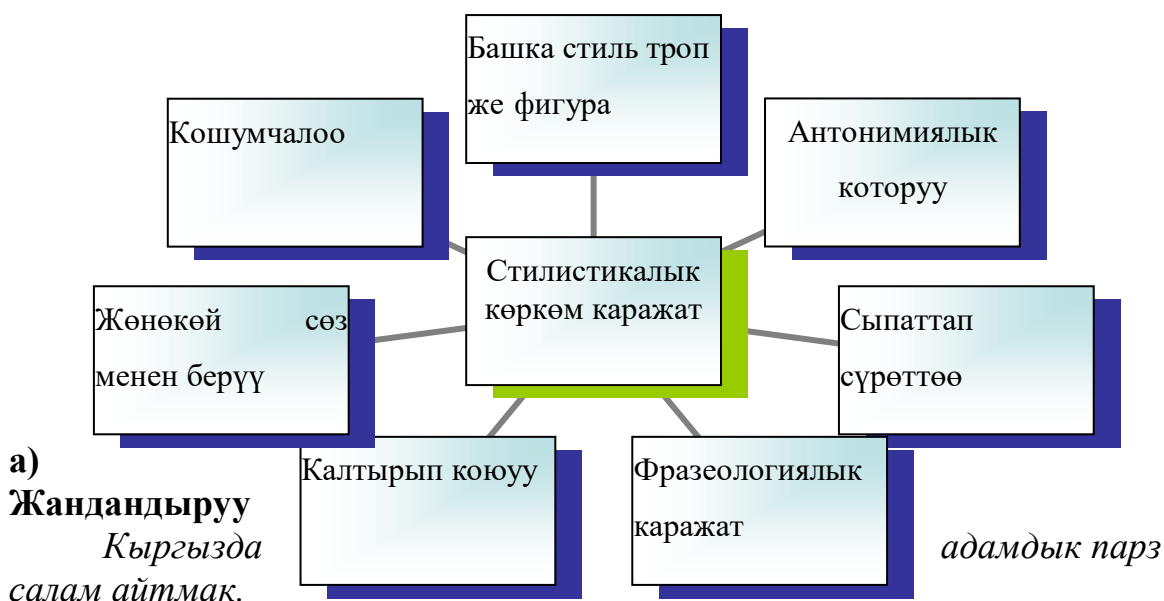 Башка стиль троп
же фигура
Кошумчалоо
Антонимиялык
которуу
Стилистикалык
көркөм каражат
Жөнөкөй сөз
менен берүү
Сыпаттап
сүрөттөө
Калтырып коюуу
Фразеологиялык
каражат
а)
Жандандыруу
Кыргызда адамдык парз
салам айтмак.